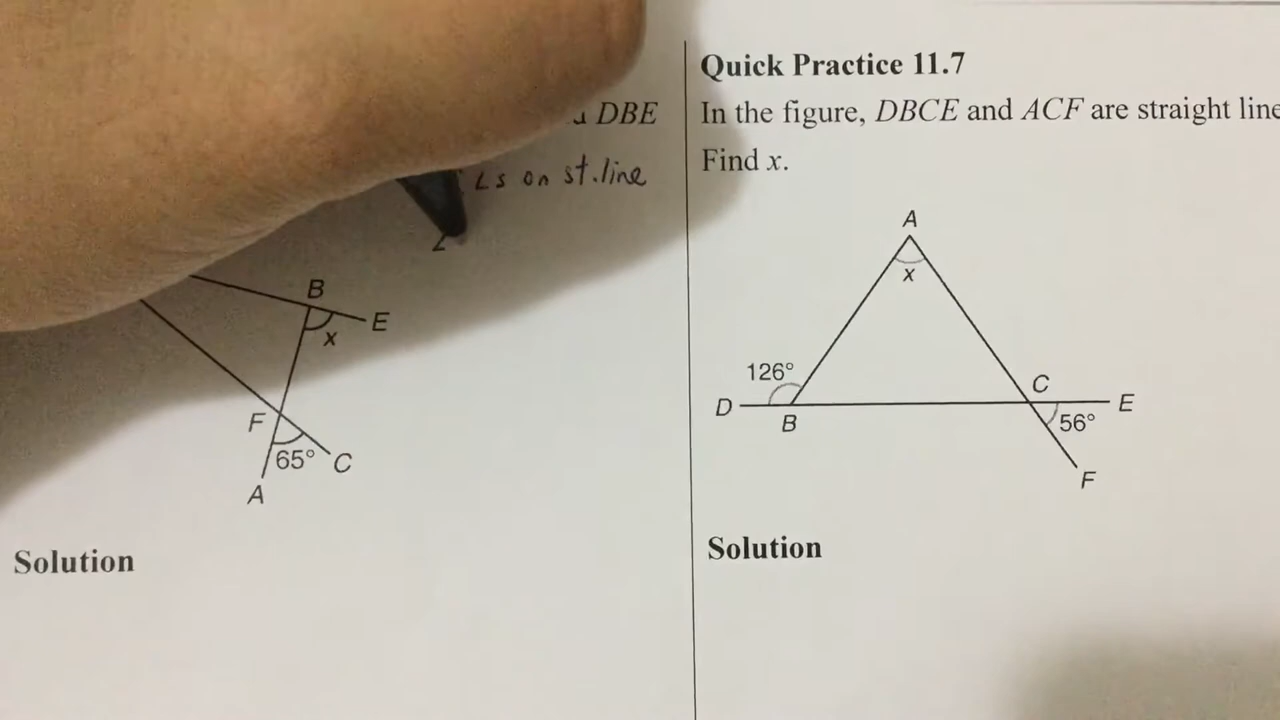 DBE
∠s on st.line
B
E
x
F
65°
C
A
Solution
Quick Practice 11.7
In the figure, DBCE and ACF are straight line
Find x.
A
x
126°
D
B
C
E
56°
F
Solution